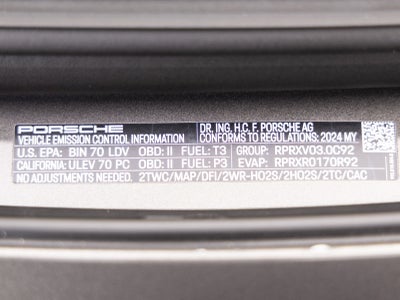 PORSCHE DR. ING. H.C. F. PORSCHE AG
VEHICLE EMISSION CONTROL INFORMATION CONFORMS TO REGULATIONS: 2024 MY
U.S. EPA: BIN 70 LDV OBD: II FUEL: T3 GROUP: RPRXV03.0C92
CALIFORNIA: ULEV 70 PC OBD: II FUEL: P3 EVAP: RPRXR0170R92
NO ADJUSTMENTS NEEDED. 2TWC/MAP/DFI/2WR-HO2S/2HO2S/2TC/CAC